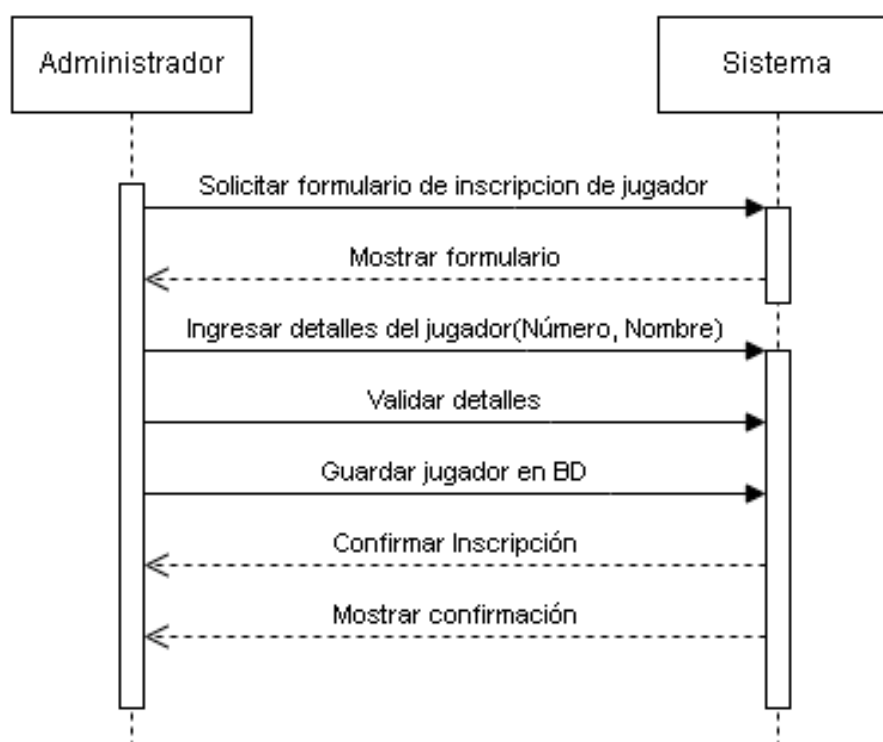 Administrador
Sistema
Solicitar formulario de inscripcion de jugador
Mostrar formulario
Ingresar detalles del jugador(Número, Nombre)
Validar detalles
Guardar jugador en BD
Confirmar Inscripción
Mostrar confirmación